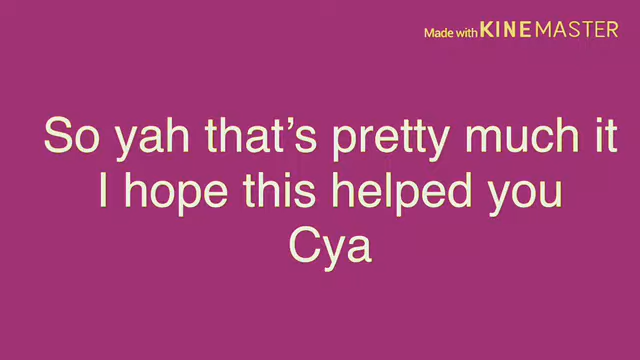 Made with KINEMASTER
So yah that's pretty much it
I hope this helped you
Cya